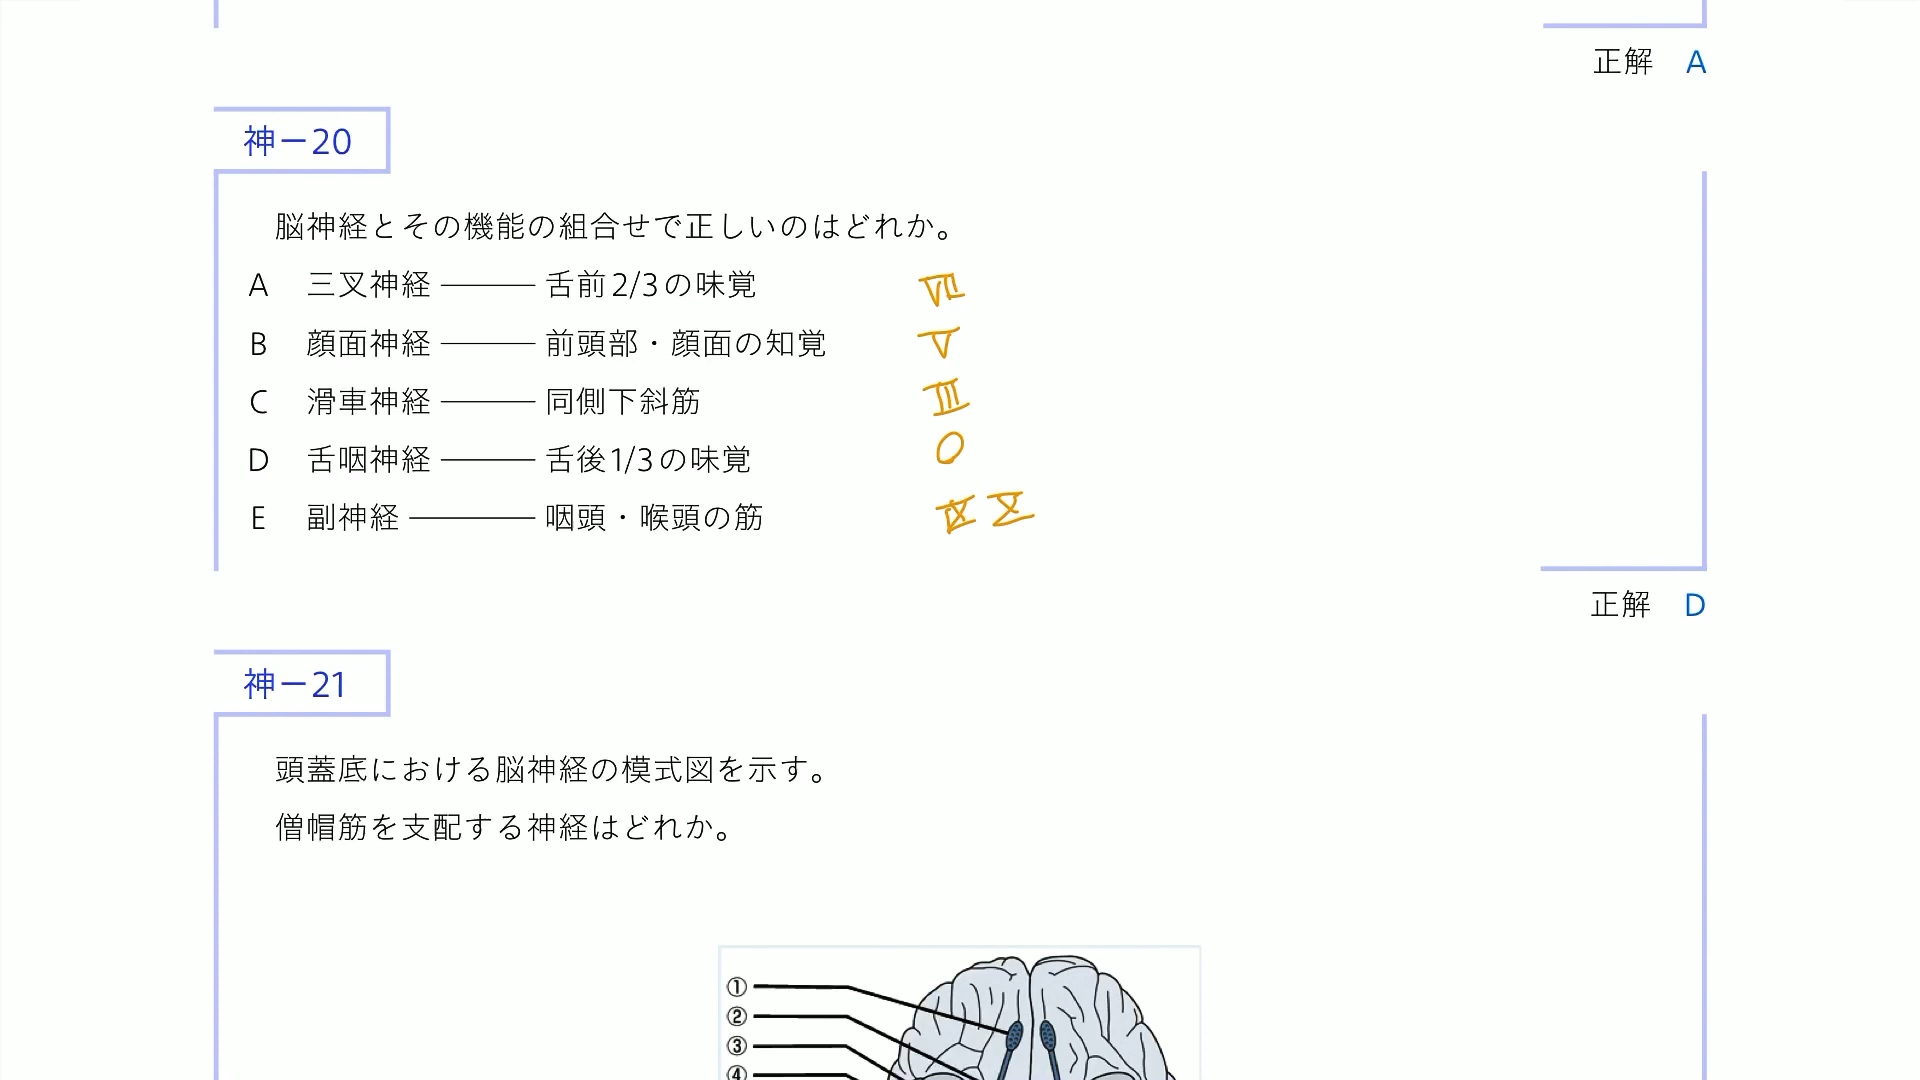 正解 A
神－20
脳神経とその機能の組合せで正しいのはどれか。
A 三叉神経 ――― 舌前2/3の味覚 Ⅶ
B 顔面神経 ――― 前頭部・顔面の知覚 Ⅴ
C 滑車神経 ――― 同側下斜筋 Ⅲ
D 舌咽神経 ――― 舌後1/3の味覚 ○
E 副神経 ―――― 咽頭・喉頭の筋 Ⅸ Ⅹ
正解 D
神－21
頭蓋底における脳神経の模式図を示す。
僧帽筋を支配する神経はどれか。
①
②
③
④